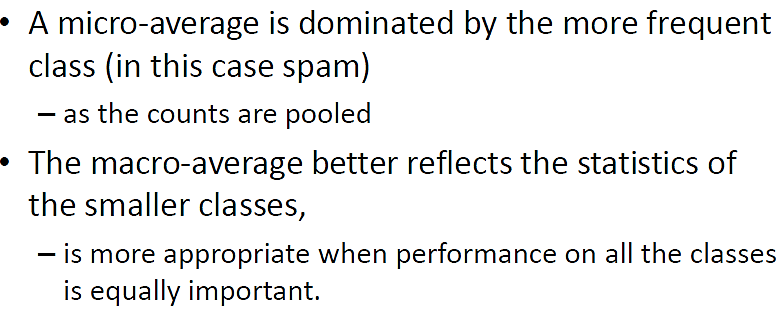 • A micro-average is dominated by the more frequent
class (in this case spam)
– as the counts are pooled
• The macro-average better reflects the statistics of
the smaller classes,
– is more appropriate when performance on all the classes
is equally important.